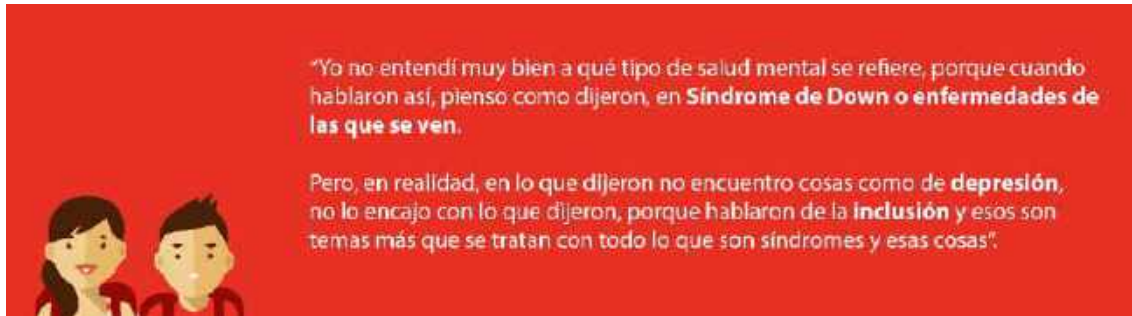 “Yo no entendí muy bien a qué tipo de salud mental se refiere, porque cuando
hablaron así, pienso como dijeron, en Síndrome de Down o enfermedades de
las que se ven.
Pero, en realidad, en lo que dijeron no encuentro cosas como de depresión,
no lo encajo con lo que dijeron, porque hablaron de la inclusión y esos son
temas más que se tratan con todo lo que son síndromes y esas cosas”.